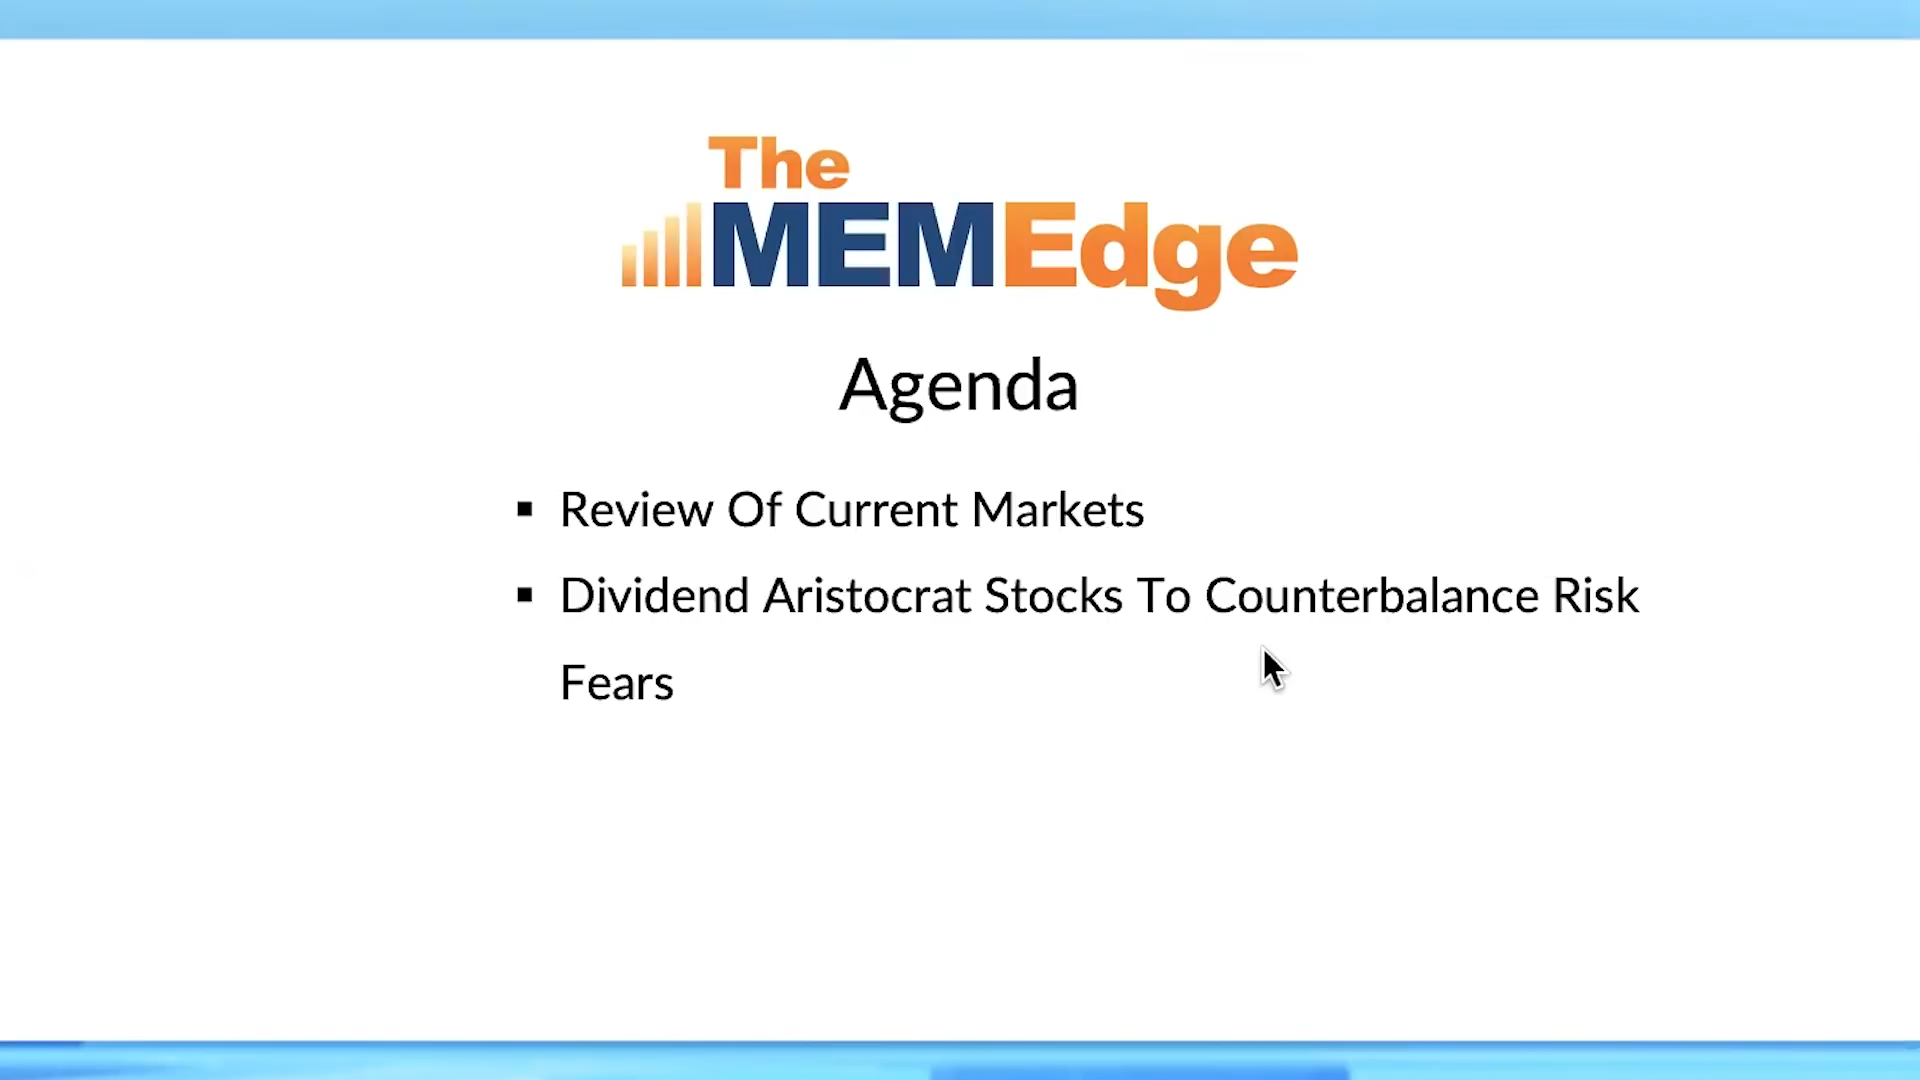 The
MEMEdge
Agenda
▪ Review Of Current Markets
▪ Dividend Aristocrat Stocks To Counterbalance Risk
Fears